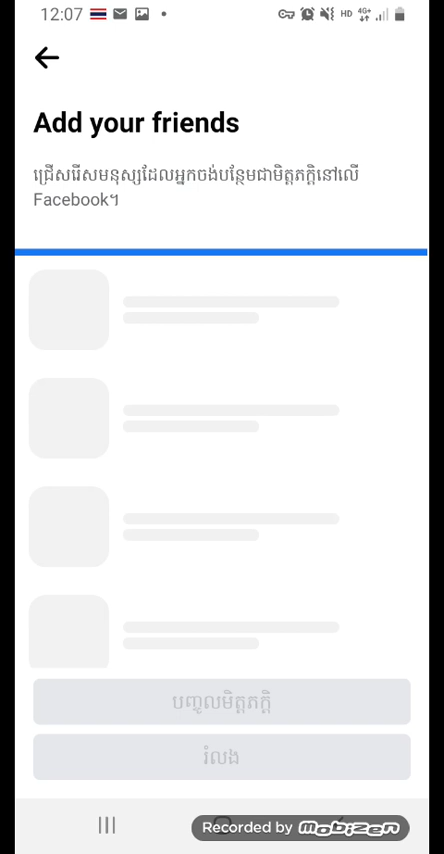 12:07
HD 4G+
Add your friends
ជ្រើសរើសមនុស្សដែលអ្នកចង់បន្ថែមជាមិត្តភក្តិនៅលើ
Facebook។
បញ្ចូលមិត្តភក្តិ
រំលង
Recorded by Mobizen